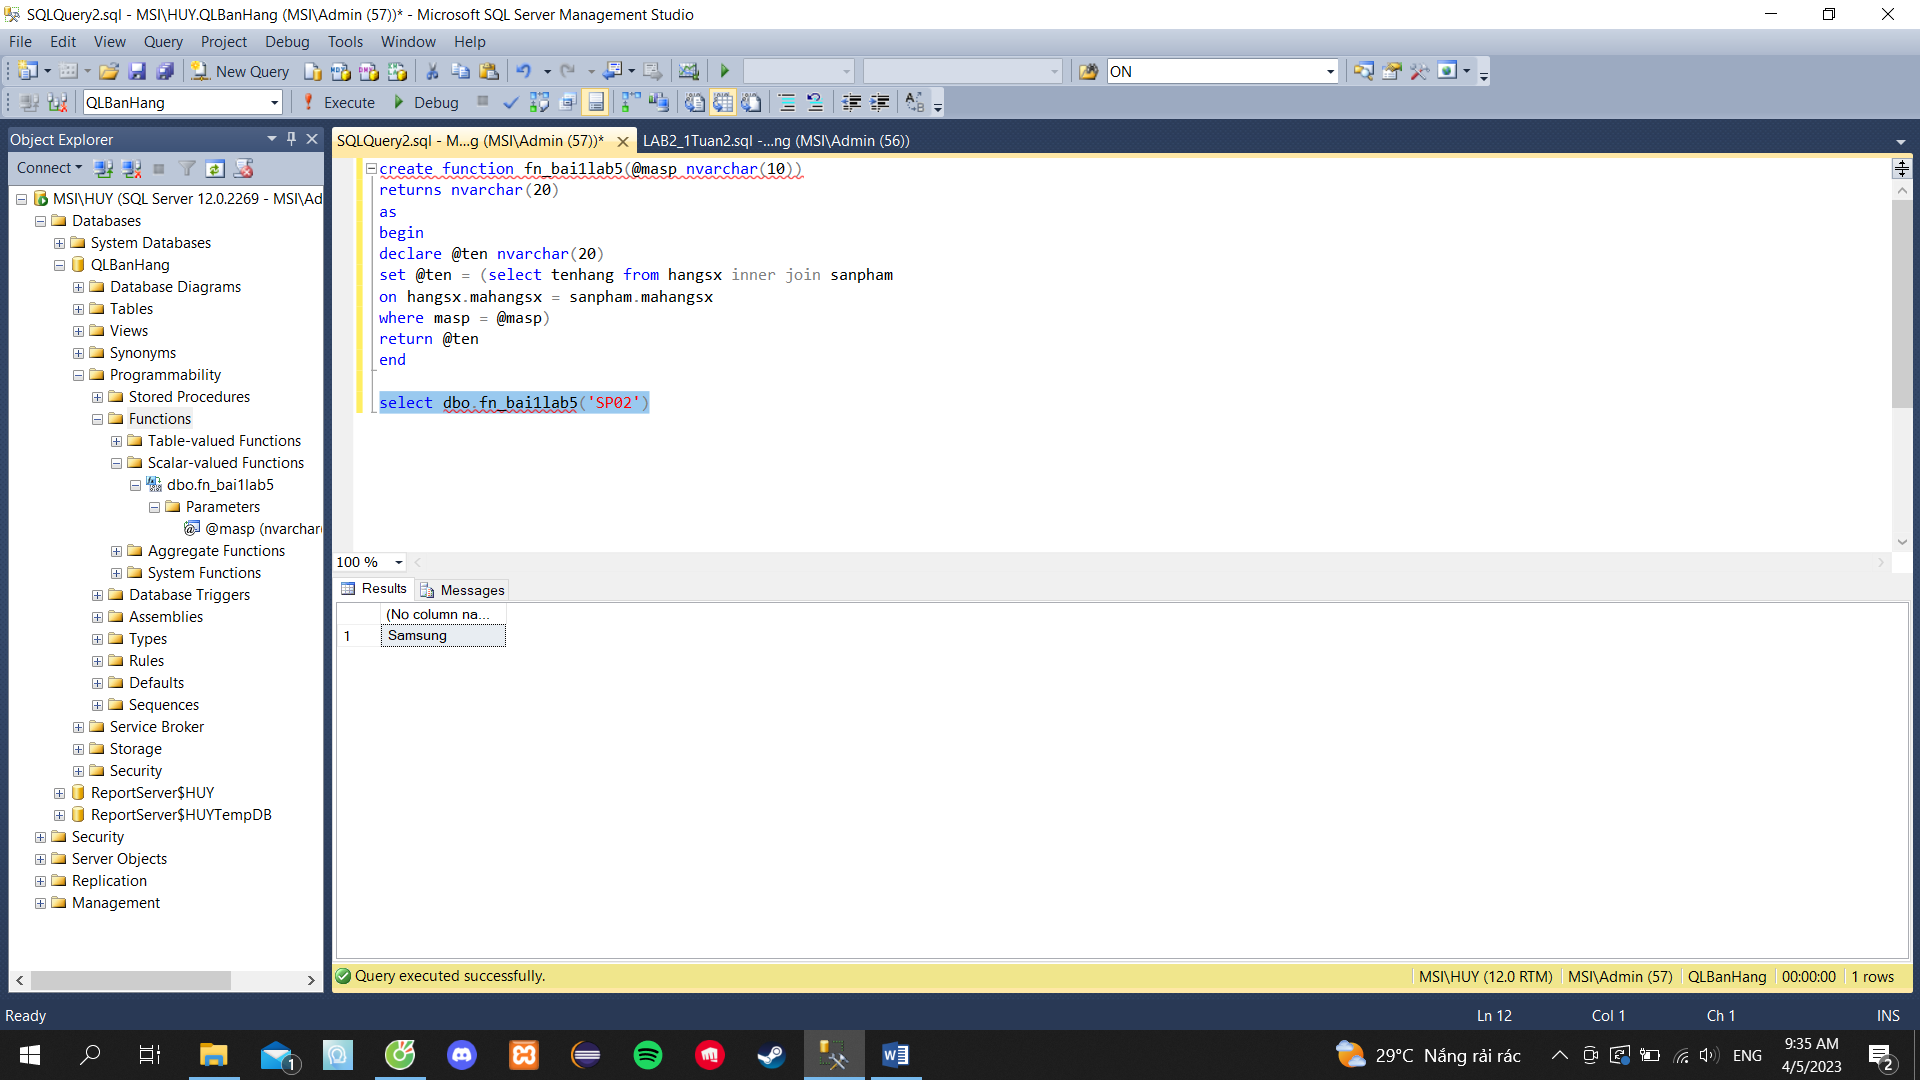 SQLQuery2.sql - MSI\HUY.QLBanHang (MSI\Admin (57))* - Microsoft SQL Server Management Studio
File Edit View Query Project Debug Tools Window Help
New Query ON
QLBanHang Execute Debug
Object Explorer
Connect
MSI\HUY (SQL Server 12.0.2269 - MSI\Ad
Databases
System Databases
QLBanHang
Database Diagrams
Tables
Views
Synonyms
Programmability
Stored Procedures
Functions
Table-valued Functions
Scalar-valued Functions
dbo.fn_bai1lab5
Parameters
@masp (nvarchar(
Aggregate Functions
System Functions
Database Triggers
Assemblies
Types
Rules
Defaults
Sequences
Service Broker
Storage
Security
ReportServer$HUY
ReportServer$HUYTempDB
Security
Server Objects
Replication
Management
SQLQuery2.sql - M...g (MSI\Admin (57))* LAB2_1Tuan2.sql -...ng (MSI\Admin (56))
create function fn_bai1lab5(@masp nvarchar(10))
returns nvarchar(20)
as
begin
declare @ten nvarchar(20)
set @ten = (select tenhang from hangsx inner join sanpham
on hangsx.mahangsx = sanpham.mahangsx
where masp = @masp)
return @ten
end
select dbo.fn_bai1lab5('SP02')
100 %
Results Messages
(No column na...
1 Samsung
Query executed successfully. MSI\HUY (12.0 RTM) MSI\Admin (57) QLBanHang 00:00:00 1 rows
Ready Ln 12 Col 1 Ch 1 INS
1 29°C Nắng rải rác ENG 9:35 AM
4/5/2023 2